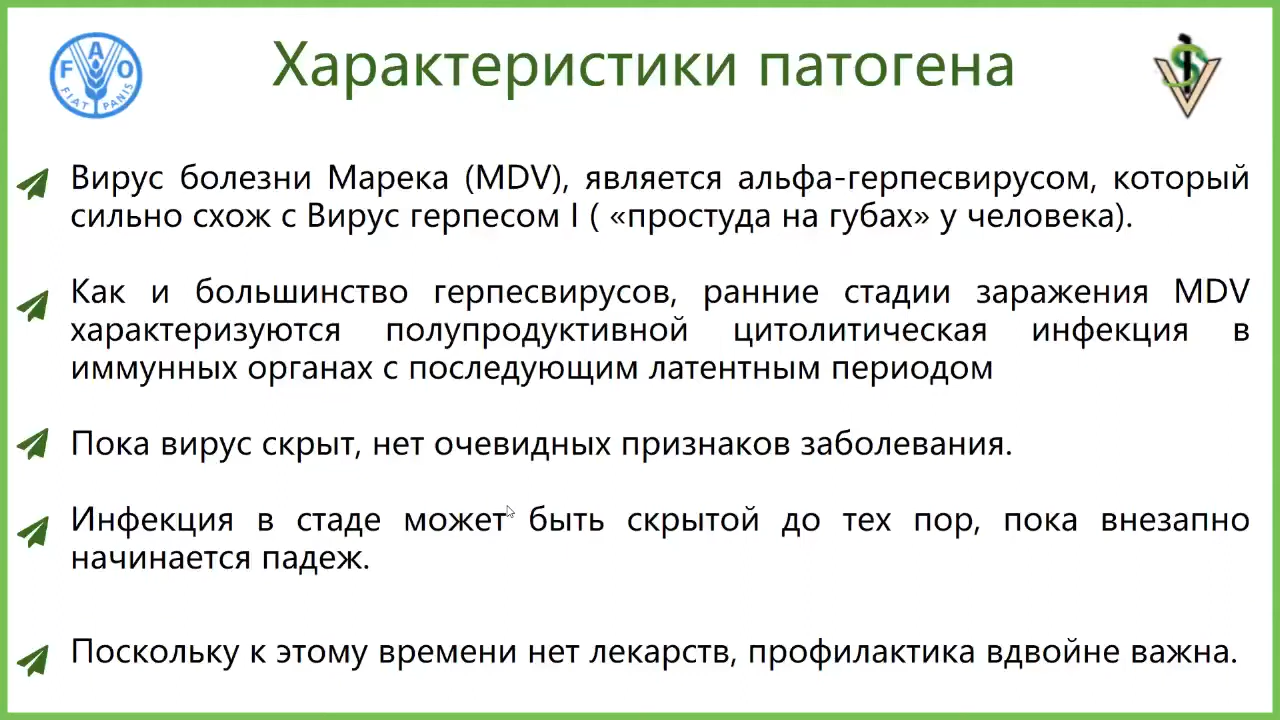 FAO
FIAT PANIS
Характеристики патогена
Вирус болезни Марека (MDV), является альфа-герпесвирусом, который
сильно схож с Вирус герпесом I ( «простуда на губах» у человека).
Как и большинство герпесвирусов, ранние стадии заражения MDV
характеризуются полупродуктивной цитолитическая инфекция в
иммунных органах с последующим латентным периодом
Пока вирус скрыт, нет очевидных признаков заболевания.
Инфекция в стаде может быть скрытой до тех пор, пока внезапно
начинается падеж.
Поскольку к этому времени нет лекарств, профилактика вдвойне важна.